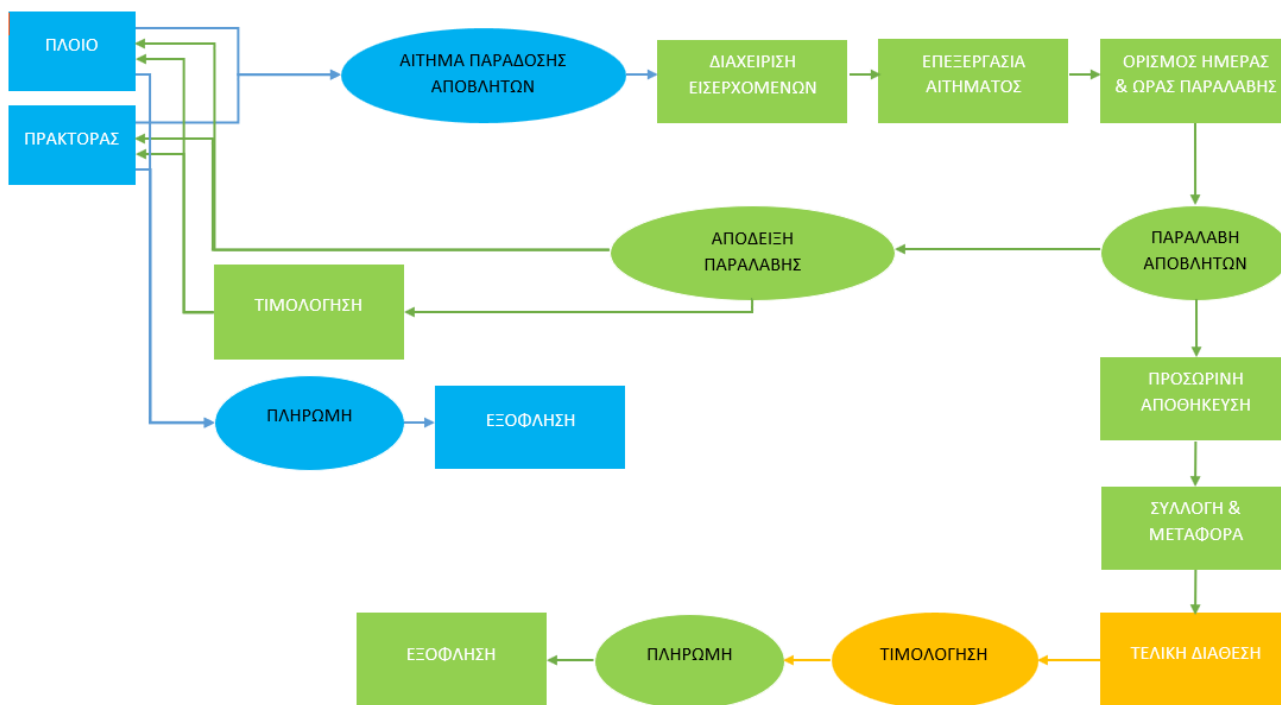 ΠΛΟΙΟ
ΠΡΑΚΤΟΡΑΣ
ΑΙΤΗΜΑ ΠΑΡΑΔΟΣΗΣ
ΑΠΟΒΛΗΤΩΝ
ΔΙΑΧΕΙΡΙΣΗ
ΕΙΣΕΡΧΟΜΕΝΩΝ
ΕΠΕΞΕΡΓΑΣΙΑ
ΑΙΤΗΜΑΤΟΣ
ΟΡΙΣΜΟΣ ΗΜΕΡΑΣ
& ΩΡΑΣ ΠΑΡΑΛΑΒΗΣ
ΑΠΟΔΕΙΞΗ
ΠΑΡΑΛΑΒΗΣ
ΠΑΡΑΛΑΒΗ
ΑΠΟΒΛΗΤΩΝ
ΤΙΜΟΛΟΓΗΣΗ
ΠΛΗΡΩΜΗ
ΕΞΟΦΛΗΣΗ
ΠΡΟΣΩΡΙΝΗ
ΑΠΟΘΗΚΕΥΣΗ
ΣΥΛΛΟΓΗ &
ΜΕΤΑΦΟΡΑ
ΕΞΟΦΛΗΣΗ
ΠΛΗΡΩΜΗ
ΤΙΜΟΛΟΓΗΣΗ
ΤΕΛΙΚΗ ΔΙΑΘΕΣΗ